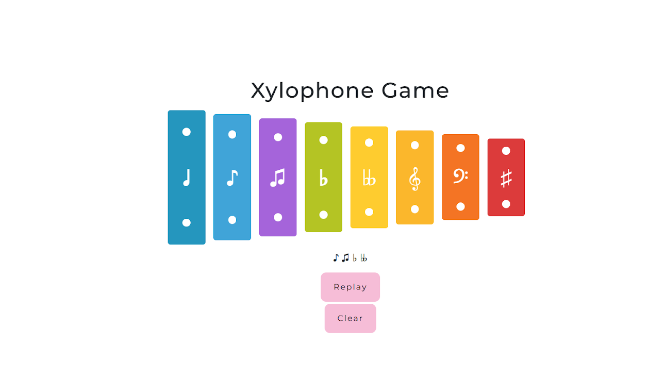 Xylophone Game
♩ ♪ ♫ ♭ 𝄫 𝄞 𝄢 ♯
♪ ♫ ♭ 𝄫
Replay
Clear